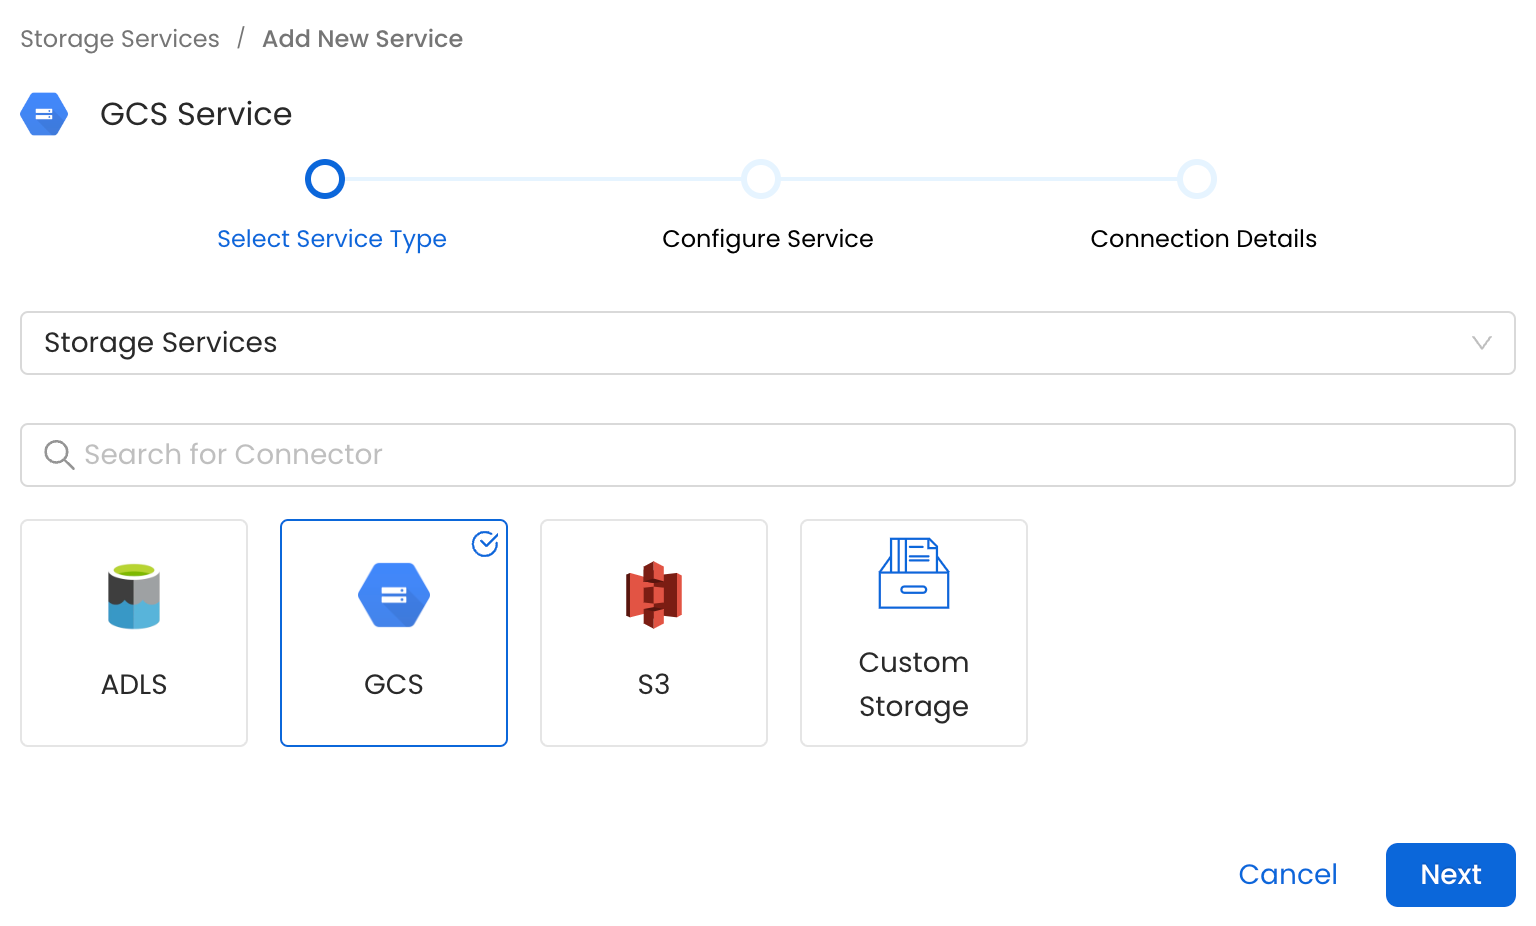 Storage Services / Add New Service
GCS Service
Select Service Type
Configure Service
Connection Details
Storage Services
Search for Connector
ADLS
GCS
S3
Custom
Storage
Cancel
Next